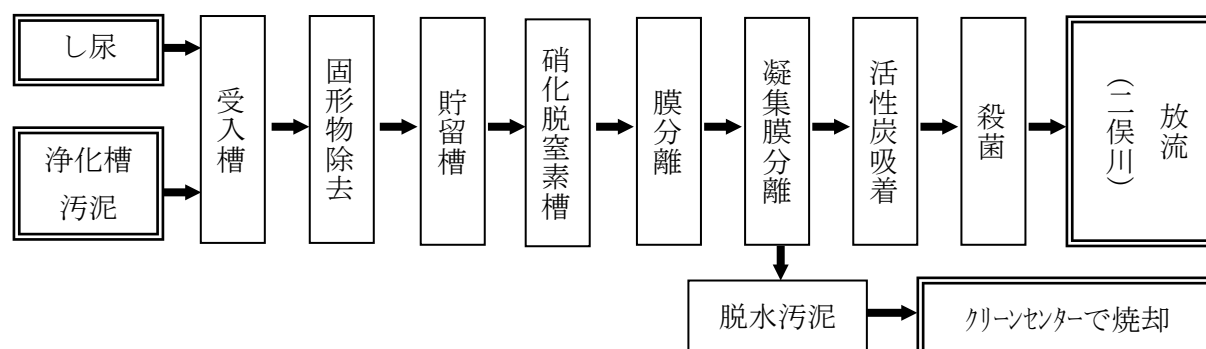 し尿
浄化槽
汚泥
受入槽
固形物除去
貯留槽
硝化脱窒素槽
膜分離
凝集膜分離
活性炭吸着
殺菌
放流
（二俣川）
脱水汚泥
クリーンセンターで焼却